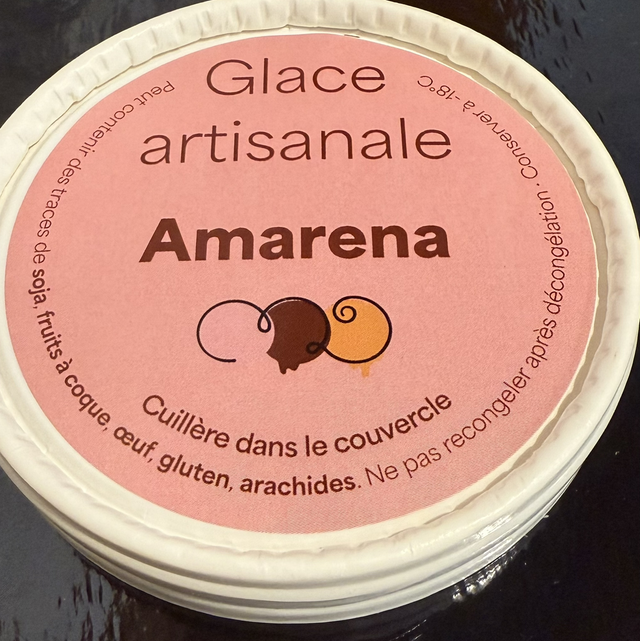 Glace
artisanale
Amarena
Cuillère dans le couvercle
Peut contenir des traces de soja, fruits à coque, œuf, gluten, arachides. Ne pas recongeler après décongélation · Conserver à -18°C